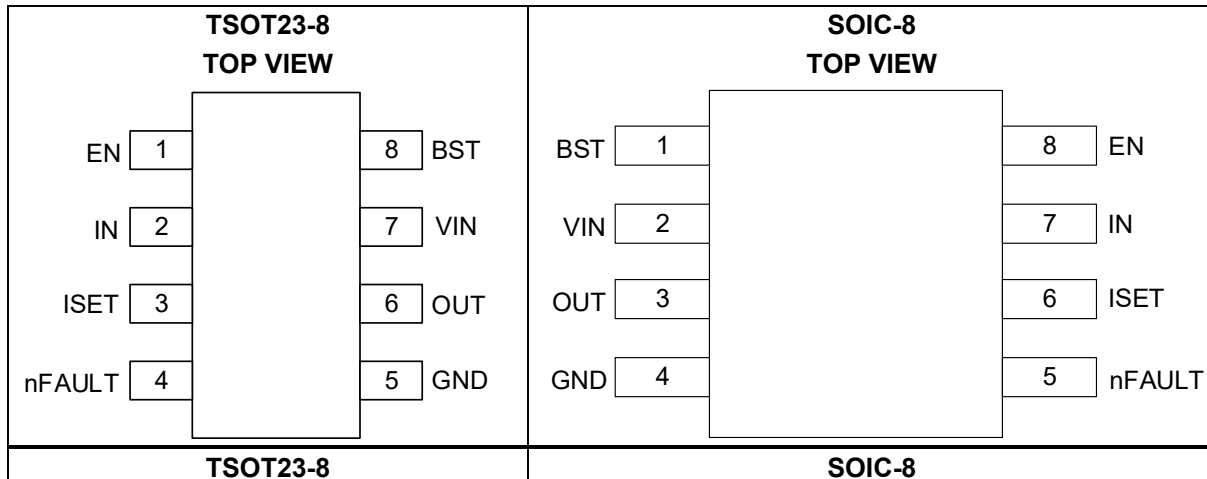 TSOT23-8
TOP VIEW
EN 1 8 BST
IN 2 7 VIN
ISET 3 6 OUT
nFAULT 4 5 GND
SOIC-8
TOP VIEW
BST 1 8 EN
VIN 2 7 IN
OUT 3 6 ISET
GND 4 5 nFAULT
TSOT23-8
SOIC-8